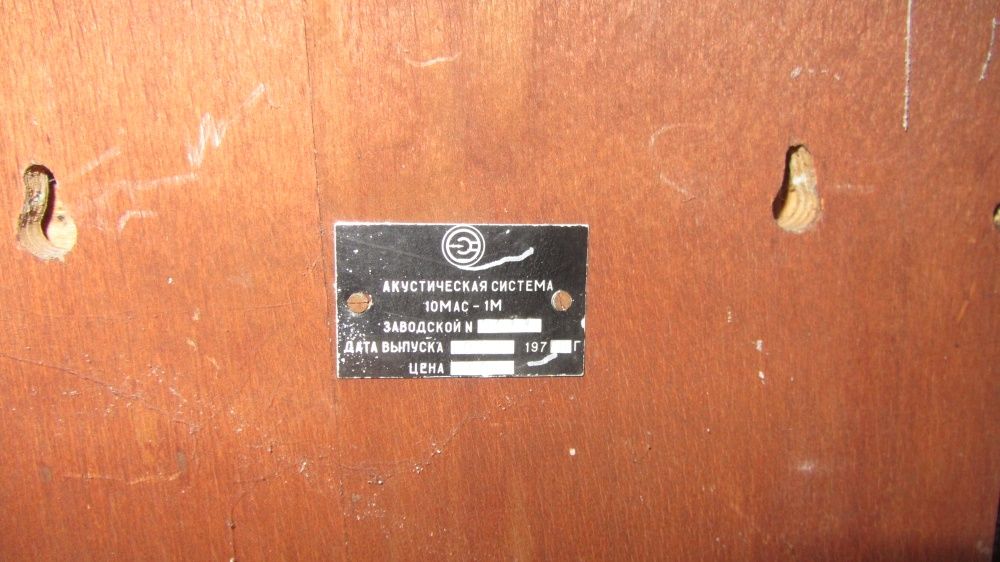 АКУСТИЧЕСКАЯ СИСТЕМА
10МАС-1М
ЗАВОДСКОЙ N
ДАТА ВЫПУСКА 197 Г
ЦЕНА